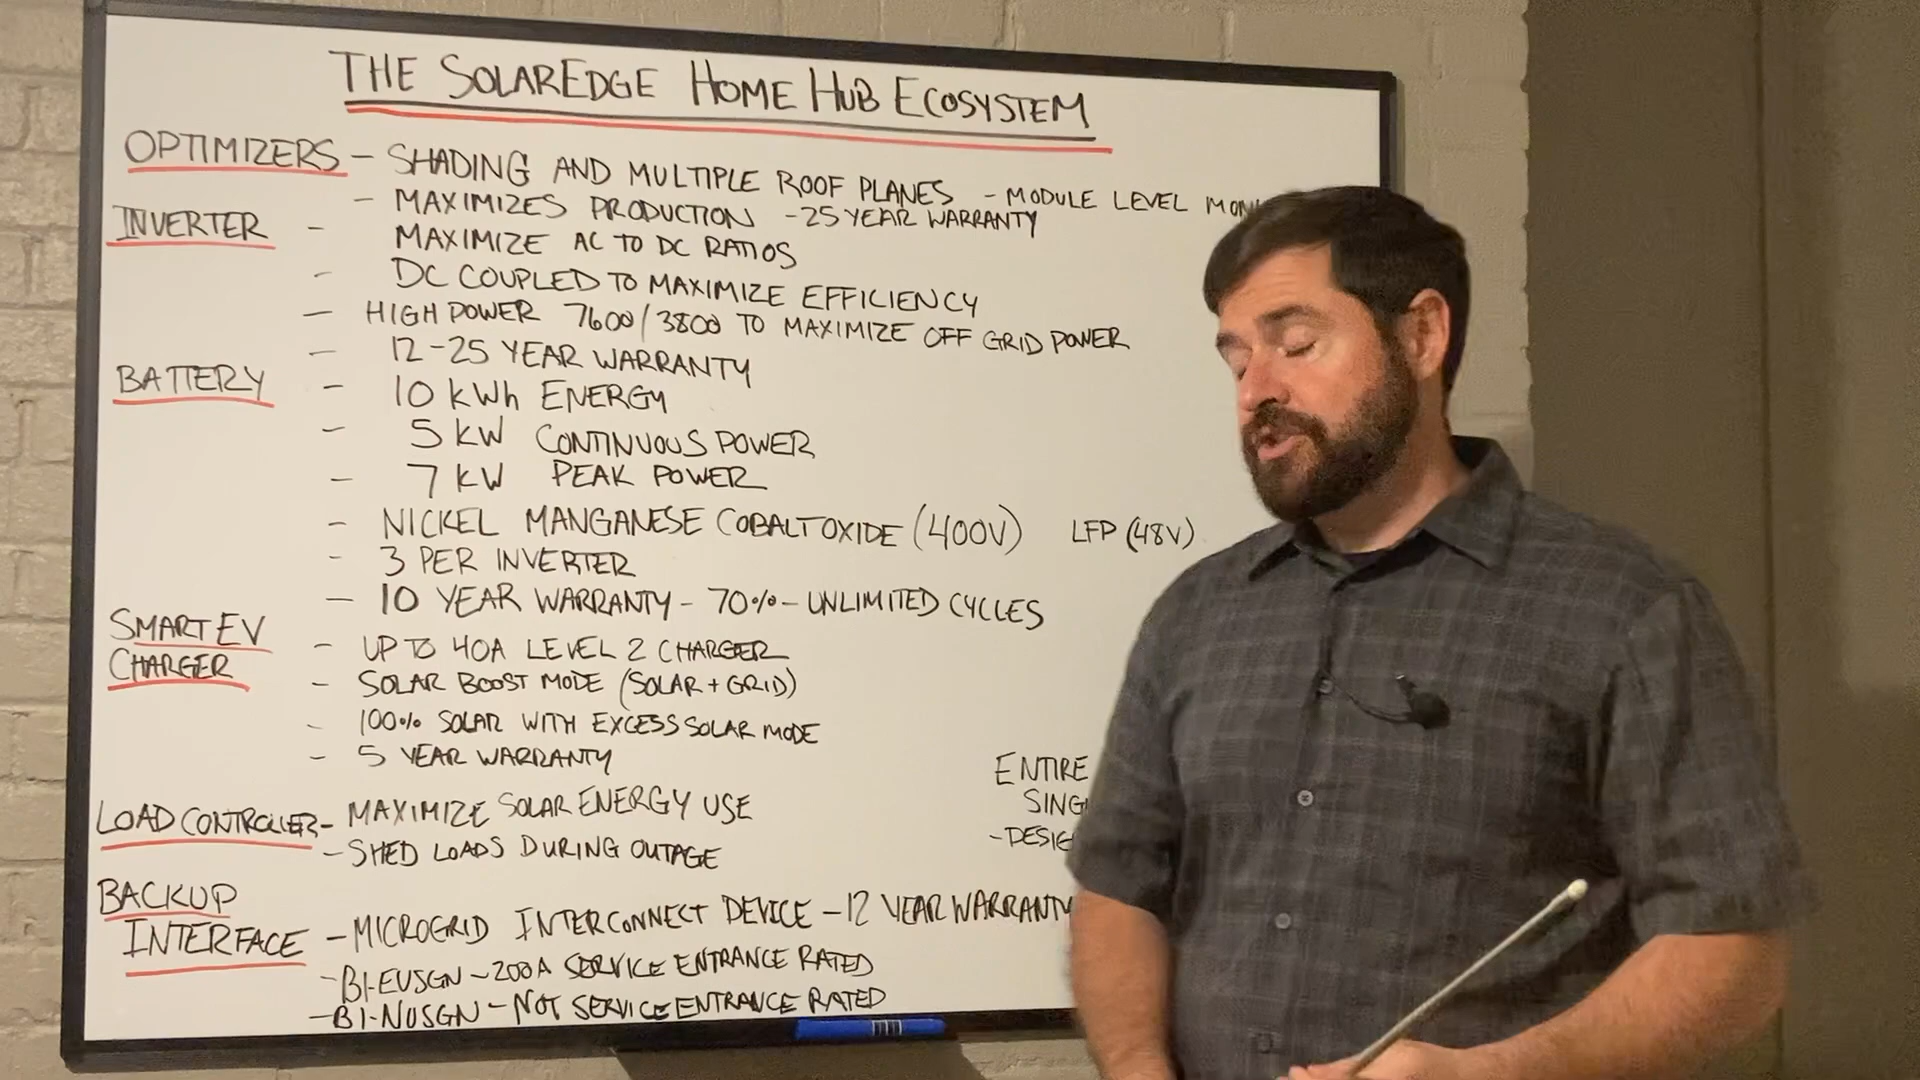 THE SOLAREDGE HOME HUB ECOSYSTEM
OPTIMIZERS - SHADING AND MULTIPLE ROOF PLANES - MODULE LEVEL
- MAXIMIZES PRODUCTION - 25 YEAR WARRANTY
INVERTER - MAXIMIZE AC TO DC RATIOS
- DC COUPLED TO MAXIMIZE EFFICIENCY
- HIGH POWER 7600/3800 TO MAXIMIZE OFF GRID POWER
- 12-25 YEAR WARRANTY
BATTERY - 10 kWh ENERGY
- 5 KW CONTINUOUS POWER
- 7 KW PEAK POWER
- NICKEL MANGANESE COBALT OXIDE (400V) LFP (48V)
- 3 PER INVERTER
- 10 YEAR WARRANTY - 70% - UNLIMITED CYCLES
SMART EV
CHARGER - UP TO 40A LEVEL 2 CHARGER
- SOLAR BOOST MODE (SOLAR + GRID)
- 100% SOLAR WITH EXCESS SOLAR MODE
- 5 YEAR WARRANTY
ENTIRE
LOAD CONTROLLER - MAXIMIZE SOLAR ENERGY USE
- SHED LOADS DURING OUTAGE
BACKUP
INTERFACE - MICROGRID INTERCONNECT DEVICE - 12 YEAR WARRANTY
- BI-EUSGN - 200A SERVICE ENTRANCE RATED
- BI-NUSGN - NOT SERVICE ENTRANCE RATED